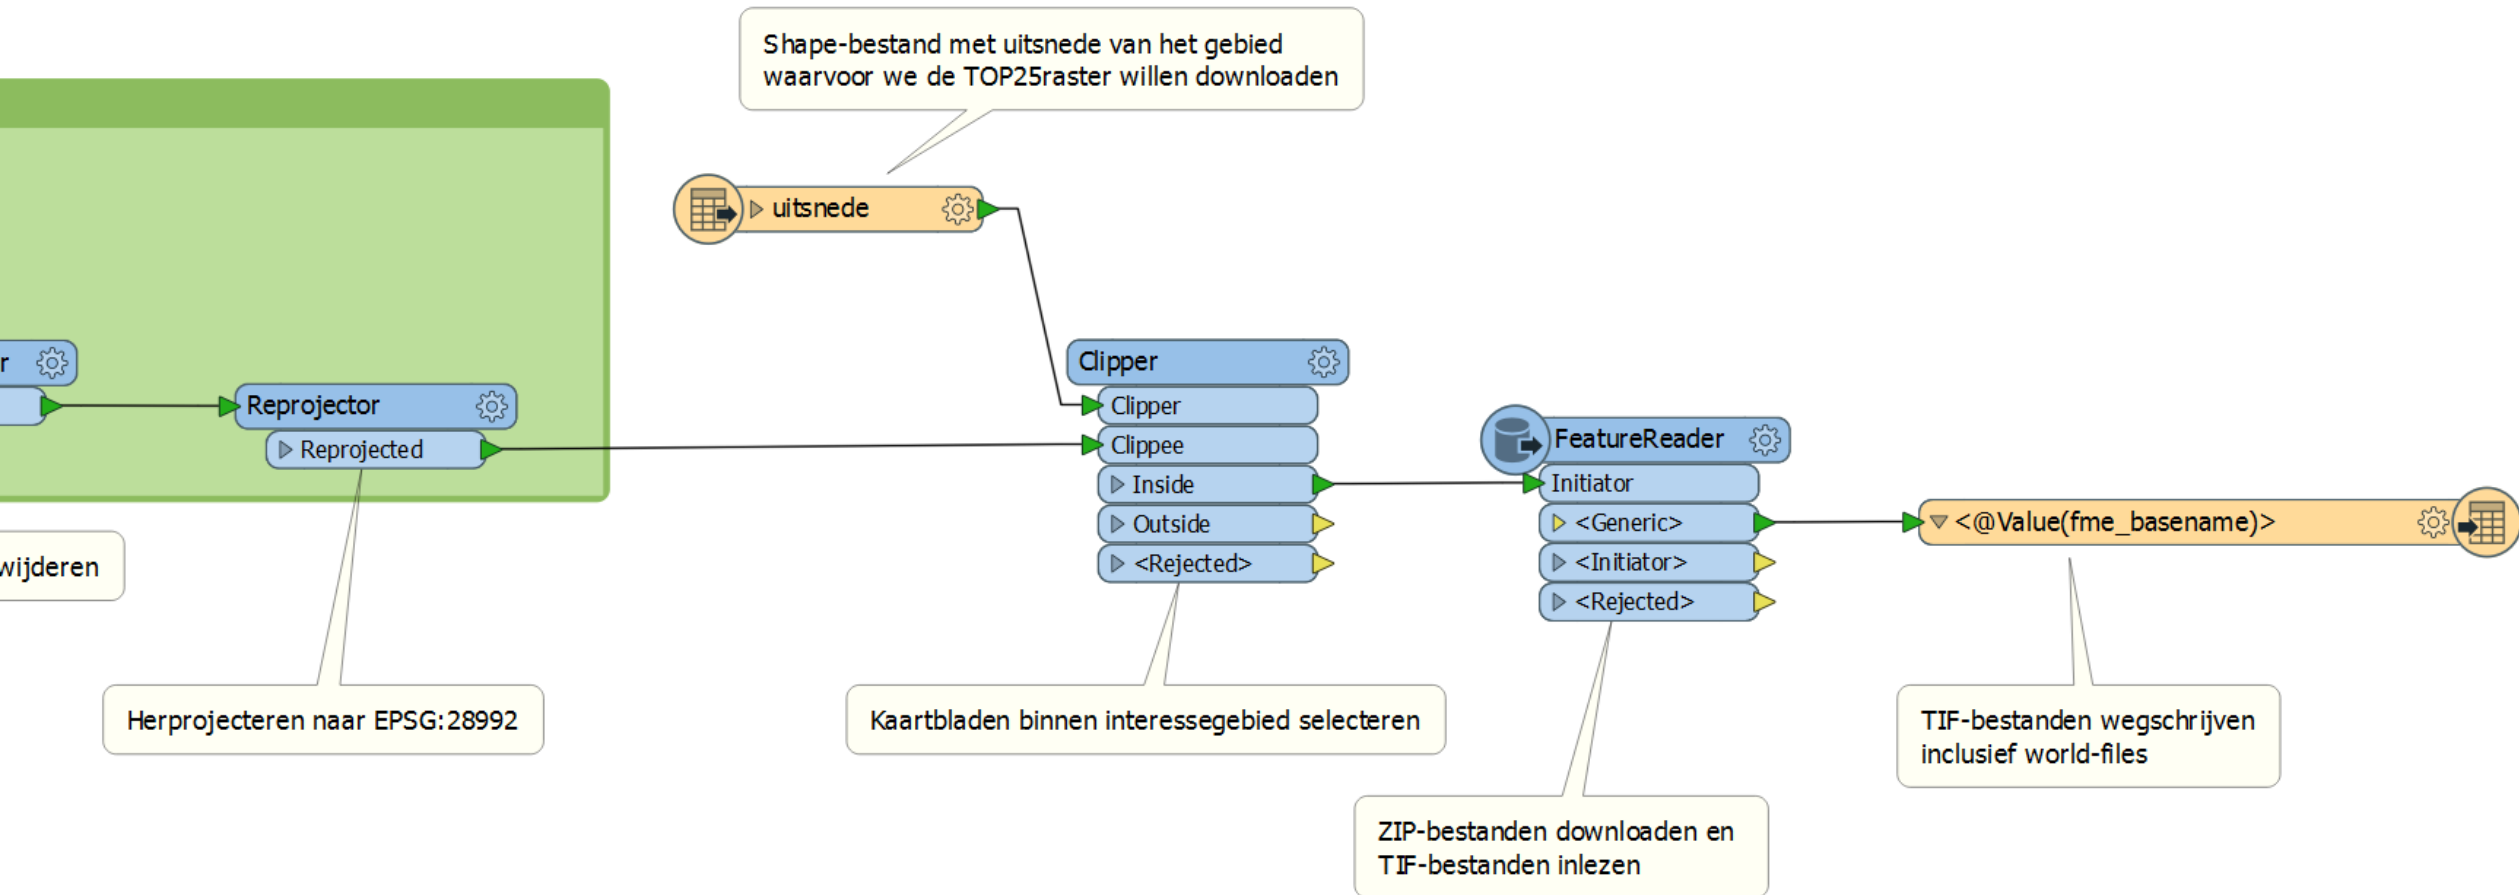 Shape-bestand met uitsnede van het gebied
waarvoor we de TOP25raster willen downloaden
uitsnede
r
Reprojector
Reprojected
Clipper
Clipper
Clippee
Inside
Outside
<Rejected>
FeatureReader
Initiator
<Generic>
<Initiator>
<Rejected>
<@Value(fme_basename)>
wijderen
Herprojecteren naar EPSG:28992
Kaartbladen binnen interessegebied selecteren
TIF-bestanden wegschrijven
inclusief world-files
ZIP-bestanden downloaden en
TIF-bestanden inlezen